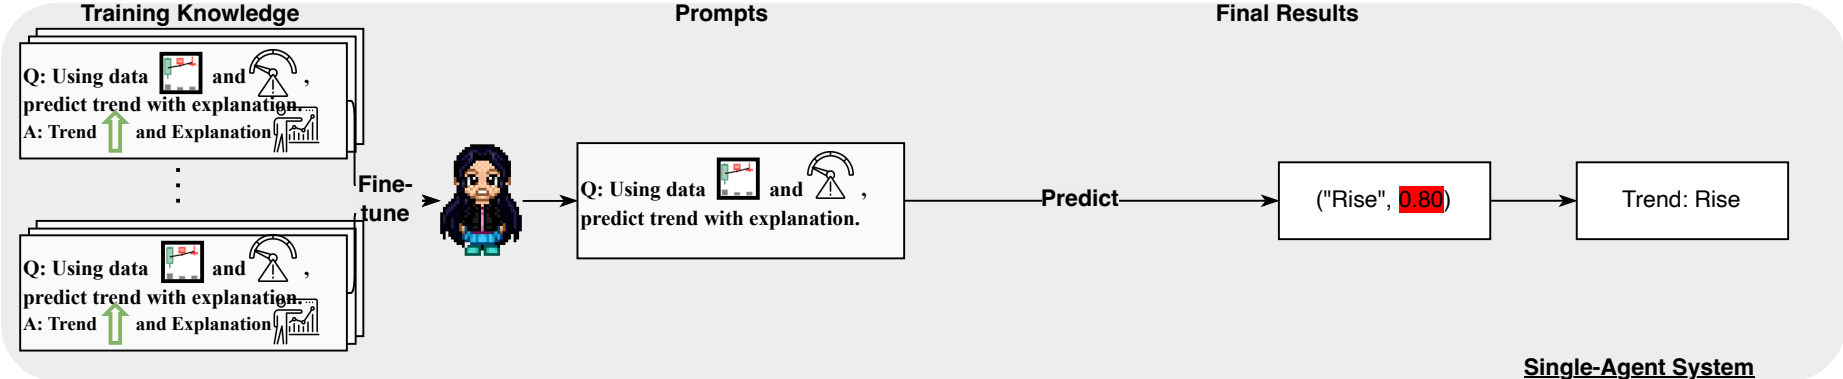 Training Knowledge
Prompts
Final Results
Q: Using data and ,
predict trend with explanation.
A: Trend and Explanation
Q: Using data and ,
predict trend with explanation.
A: Trend and Explanation
Fine-
tune
Q: Using data and ,
predict trend with explanation.
Predict
("Rise", 0.80)
Trend: Rise
Single-Agent System